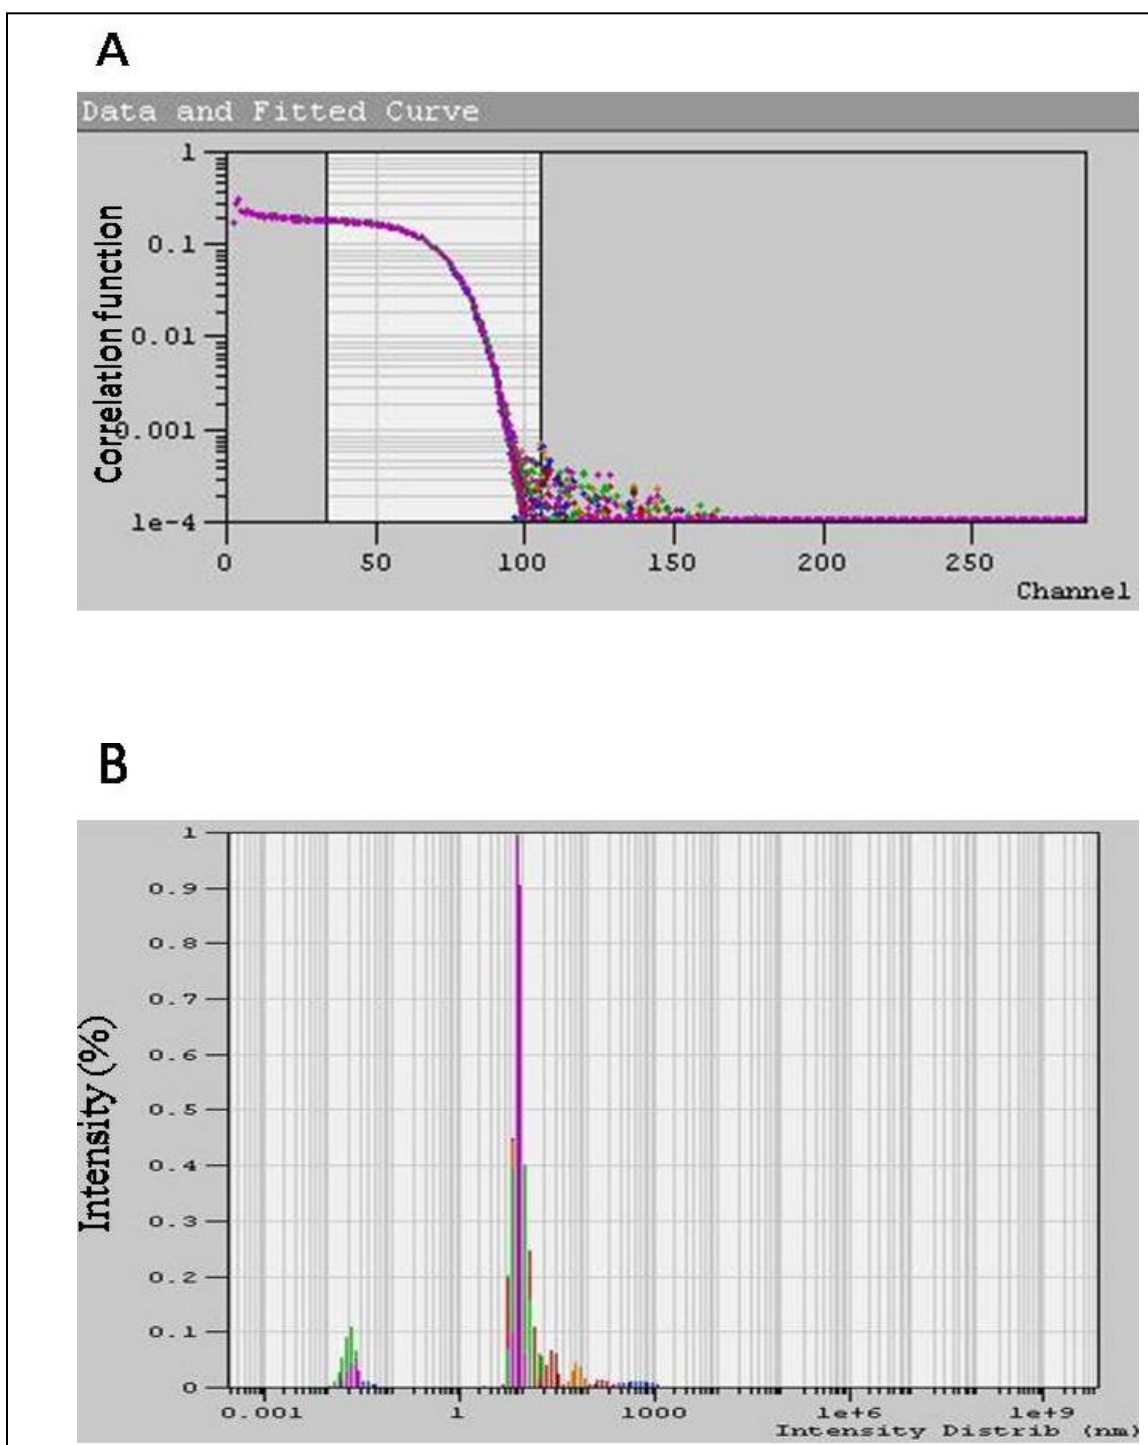 A
Data and Fitted Curve
Correlation function
1
0.1
0.01
0.001
1e-4
0 50 100 150 200 250
Channel
B
Intensity (%)
1
0.9
0.8
0.7
0.6
0.5
0.4
0.3
0.2
0.1
0
0.001 1 1000 1e+6 1e+9
Intensity Distrib (nm)